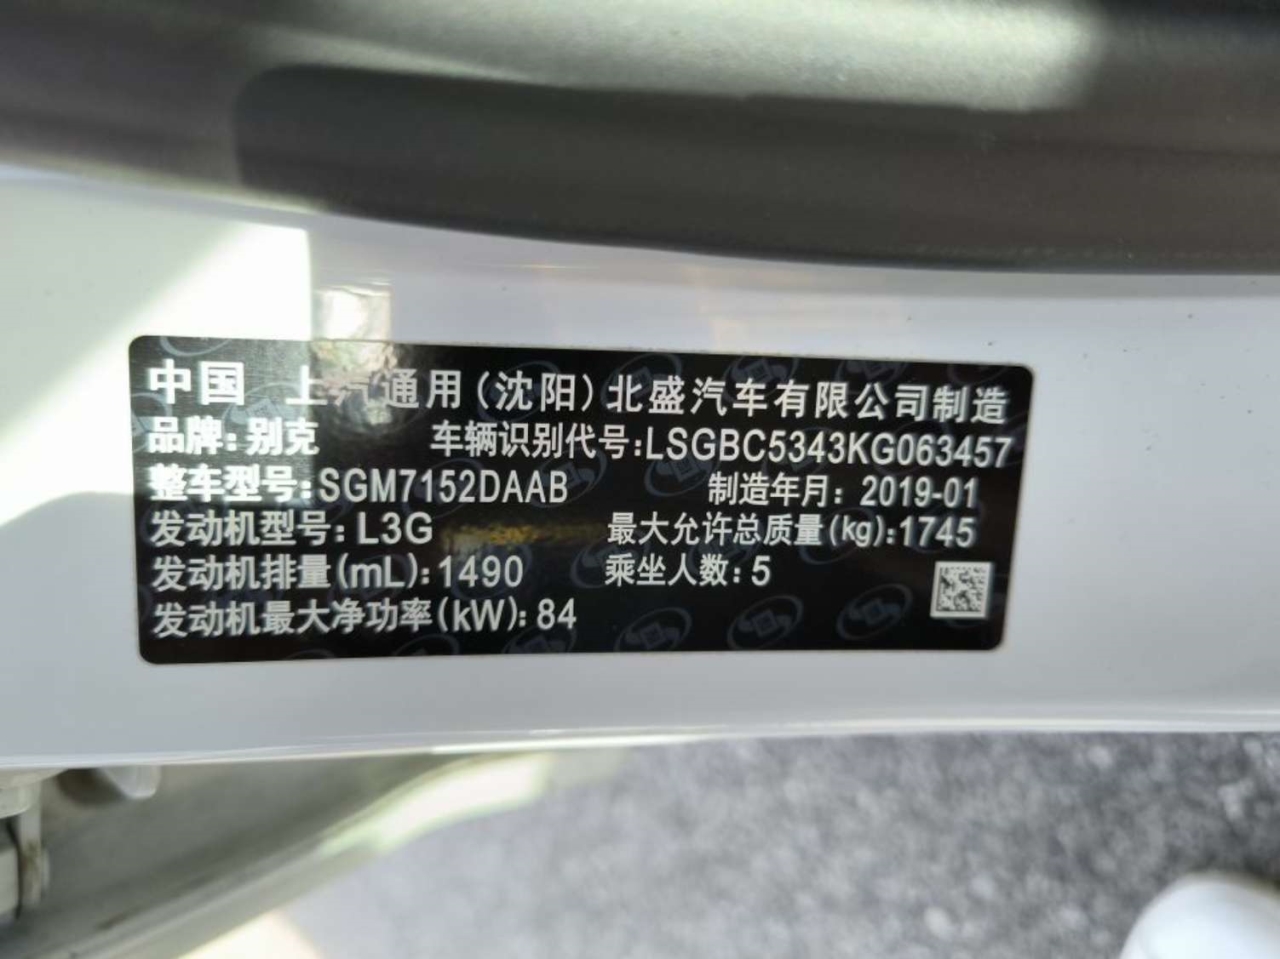 中国 上汽通用(沈阳)北盛汽车有限公司制造
品牌:别克 车辆识别代号:LSGBC5343KG063457
整车型号:SGM7152DAAB 制造年月:2019-01
发动机型号:L3G 最大允许总质量(kg):1745
发动机排量(mL):1490 乘坐人数:5
发动机最大净功率(kW):84